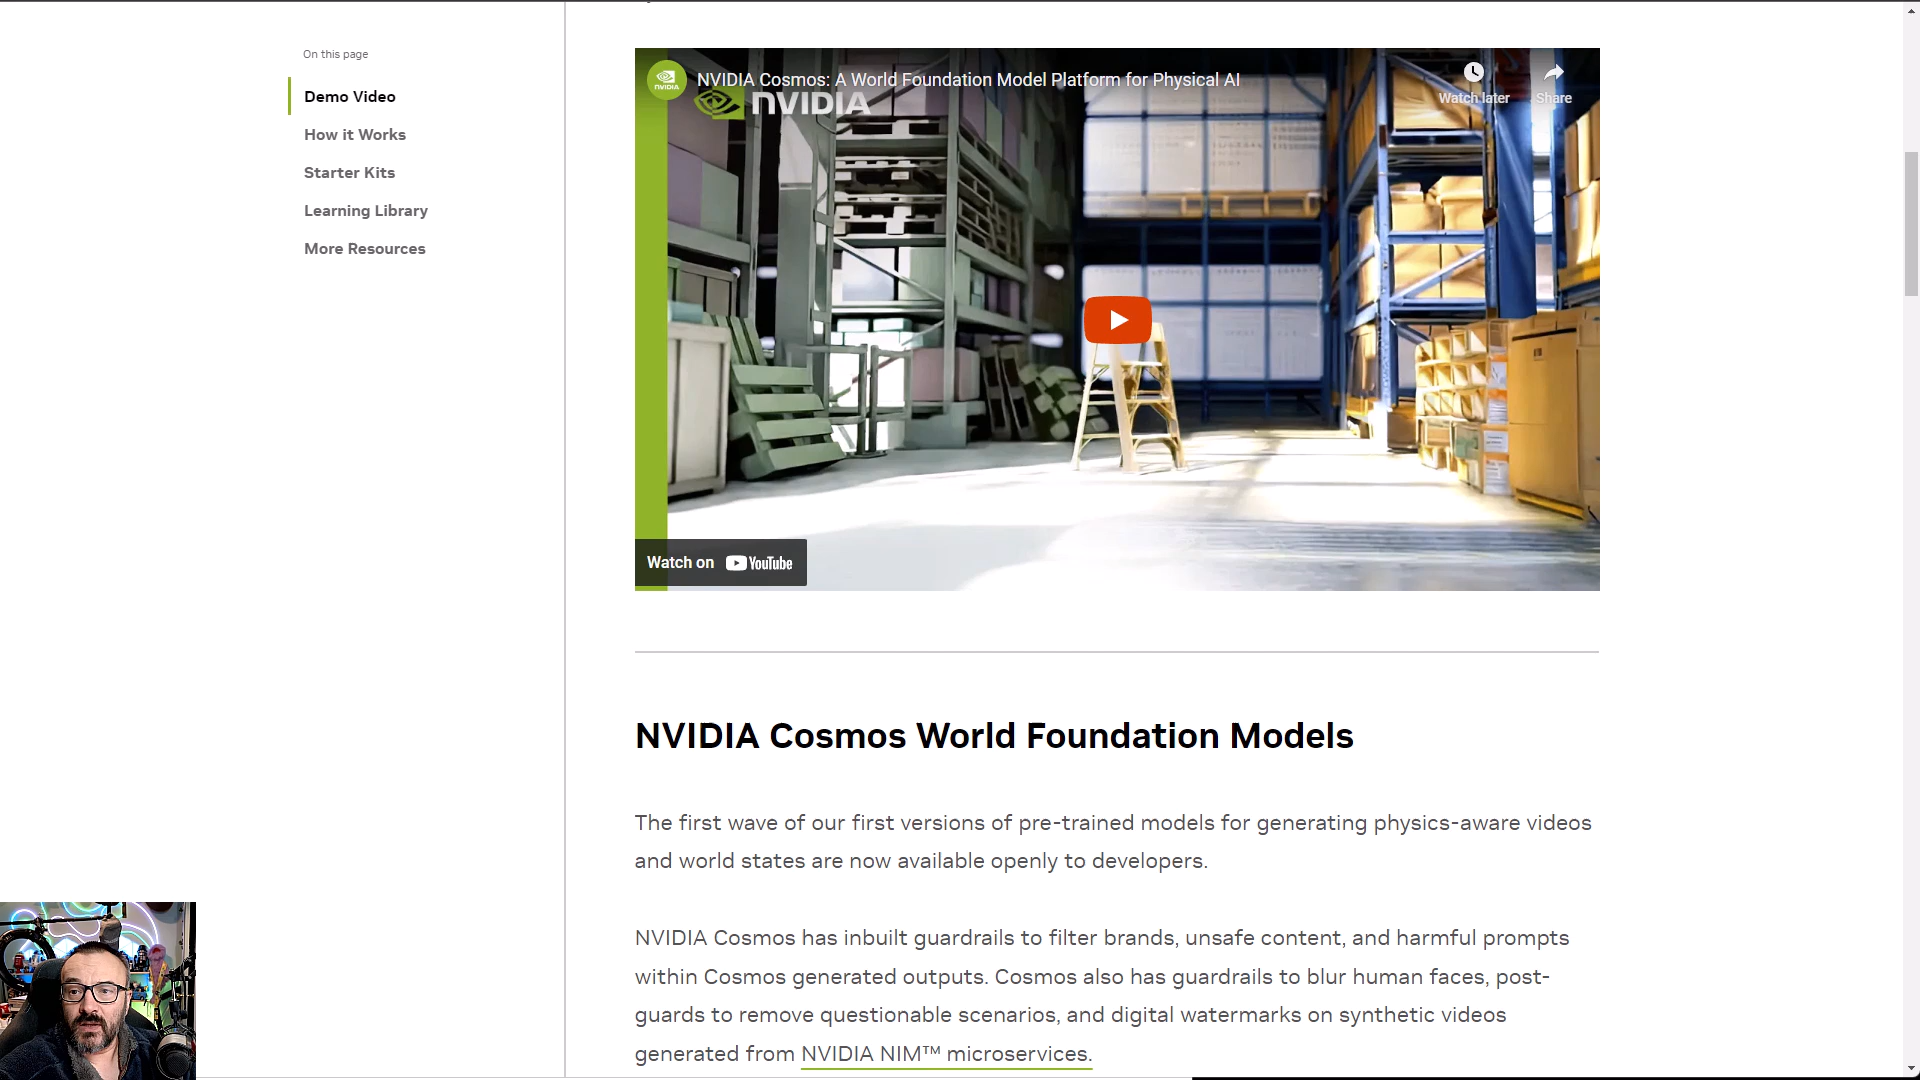 On this page
Demo Video
How it Works
Starter Kits
Learning Library
More Resources
NVIDIA
NVIDIA Cosmos: A World Foundation Model Platform for Physical AI
Watch later
Share
NVIDIA
Watch on YouTube
NVIDIA Cosmos World Foundation Models
The first wave of our first versions of pre-trained models for generating physics-aware videos
and world states are now available openly to developers.
NVIDIA Cosmos has inbuilt guardrails to filter brands, unsafe content, and harmful prompts
within Cosmos generated outputs. Cosmos also has guardrails to blur human faces, post-
guards to remove questionable scenarios, and digital watermarks on synthetic videos
generated from NVIDIA NIM™ microservices.